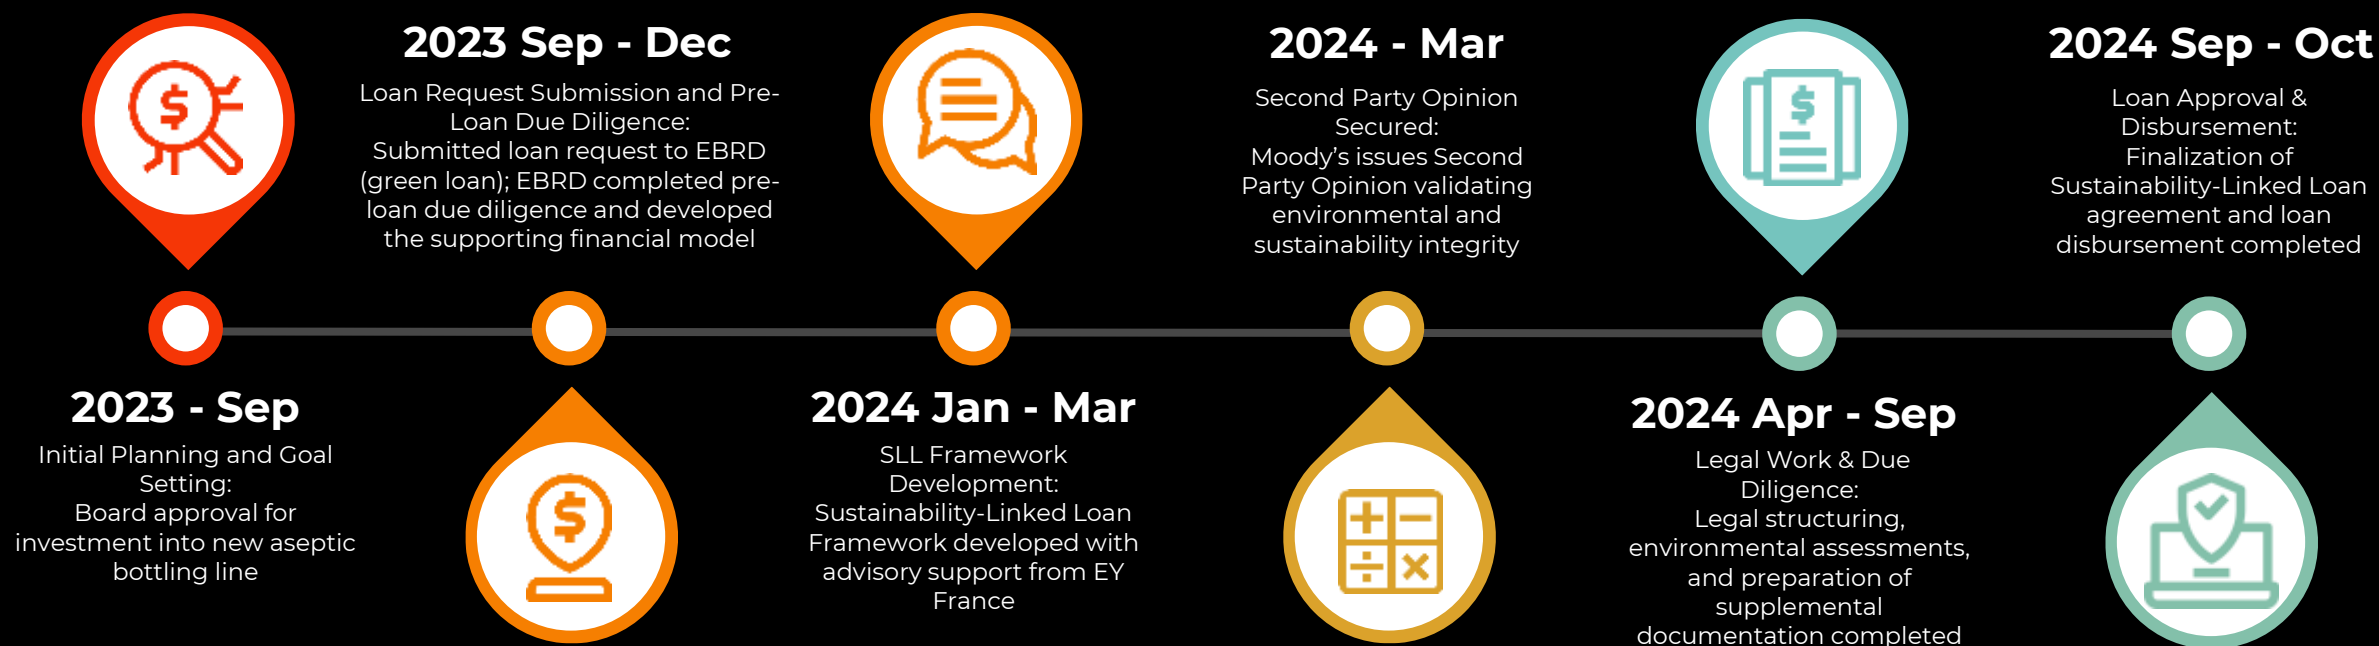 2023 - Sep
Initial Planning and Goal
Setting:
Board approval for
investment into new aseptic
bottling line
2023 Sep - Dec
Loan Request Submission and Pre-
Loan Due Diligence:
Submitted loan request to EBRD
(green loan); EBRD completed pre-
loan due diligence and developed
the supporting financial model
2024 Jan - Mar
SLL Framework
Development:
Sustainability-Linked Loan
Framework developed with
advisory support from EY
France
2024 - Mar
Second Party Opinion
Secured:
Moody’s issues Second
Party Opinion validating
environmental and
sustainability integrity
2024 Apr - Sep
Legal Work & Due
Diligence:
Legal structuring,
environmental assessments,
and preparation of
supplemental
documentation completed
2024 Sep - Oct
Loan Approval &
Disbursement:
Finalization of
Sustainability-Linked Loan
agreement and loan
disbursement completed